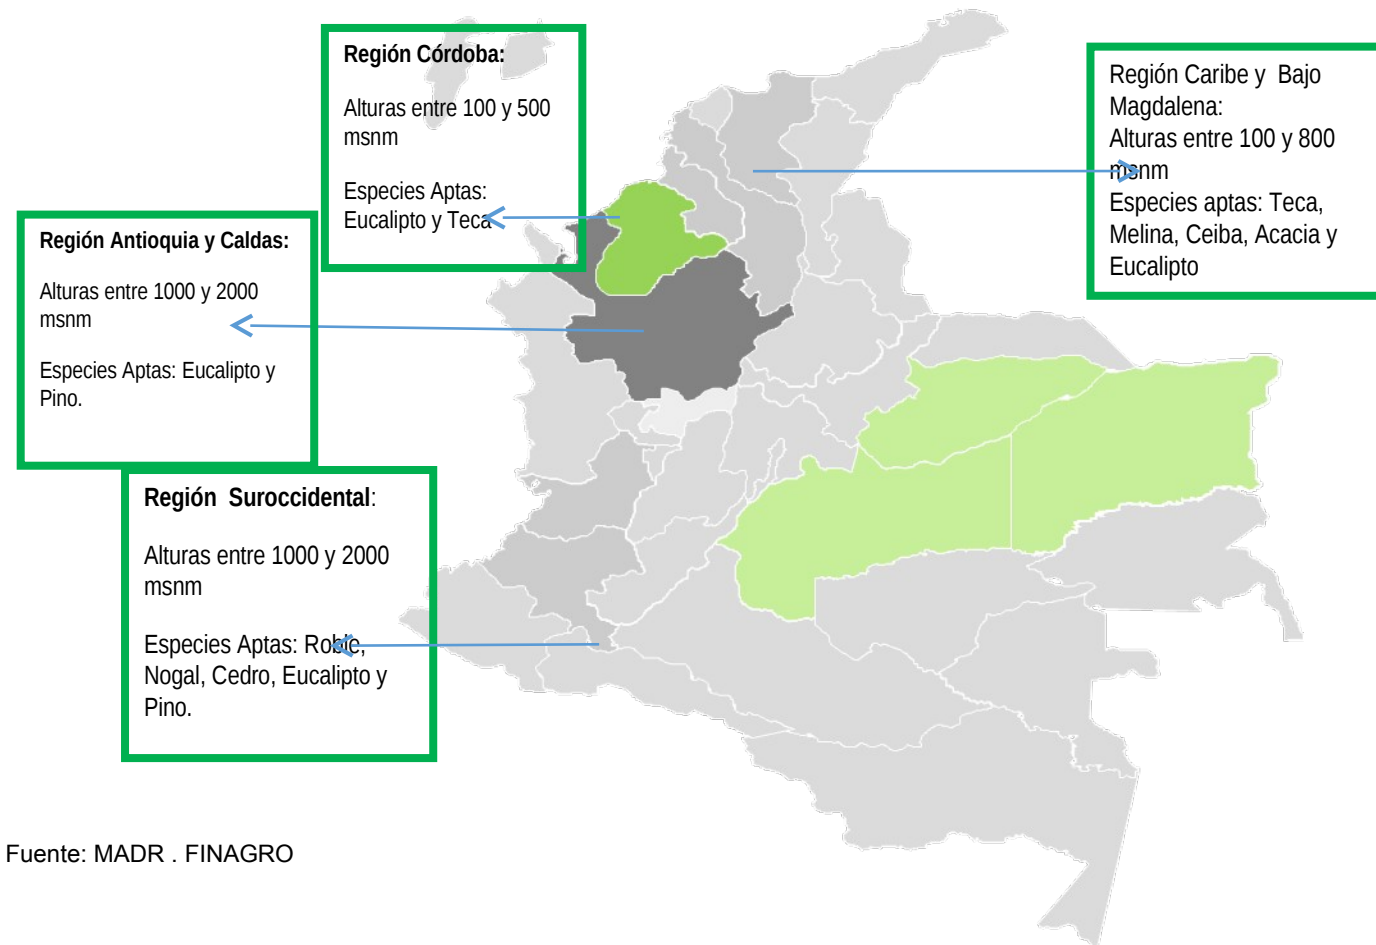 Región Córdoba:
Alturas entre 100 y 500
msnm
Especies Aptas:
Eucalipto y Teca
Región Caribe y Bajo
Magdalena:
Alturas entre 100 y 800
msnm
Especies aptas: Teca,
Melina, Ceiba, Acacia y
Eucalipto
Región Antioquia y Caldas:
Alturas entre 1000 y 2000
msnm
Especies Aptas: Eucalipto y
Pino.
Región Suroccidental:
Alturas entre 1000 y 2000
msnm
Especies Aptas: Roble,
Nogal, Cedro, Eucalipto y
Pino.
Fuente: MADR . FINAGRO